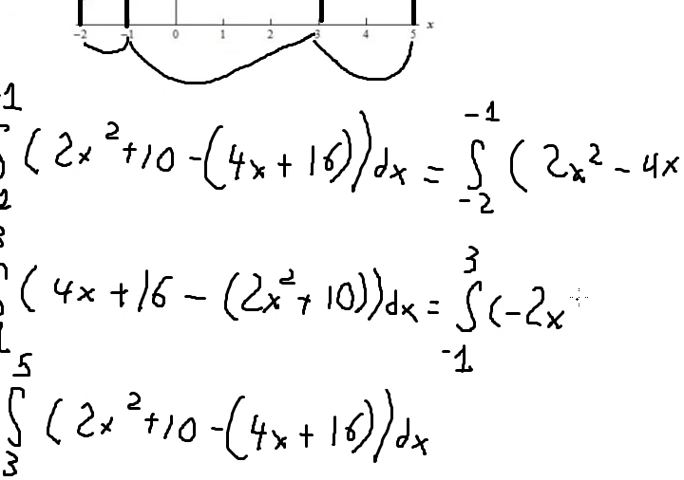 -2 -1 0 1 2 3 4 5 x
-1
∫ (2x²+10-(4x+16))dx = ∫ (2x²-4x
2 -2
-1
3
∫ (4x+16-(2x²+10))dx = ∫ (-2x
-1
5
∫ (2x²+10-(4x+16))dx
3